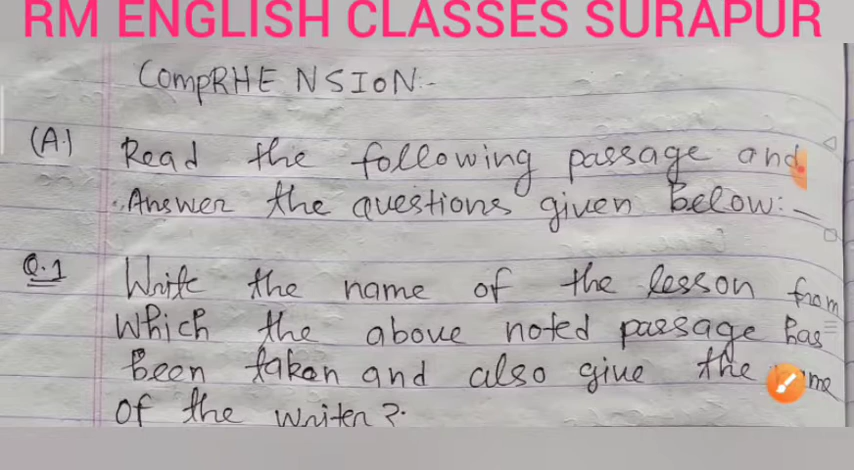 RM ENGLISH CLASSES SURAPUR
COMPRHE NSION:-
(A.) Read the following passage and
Answer the questions given Below:-
Q.1 Write the name of the lesson from
Which the above noted passage has
Been taken and also give the
of the writer?.